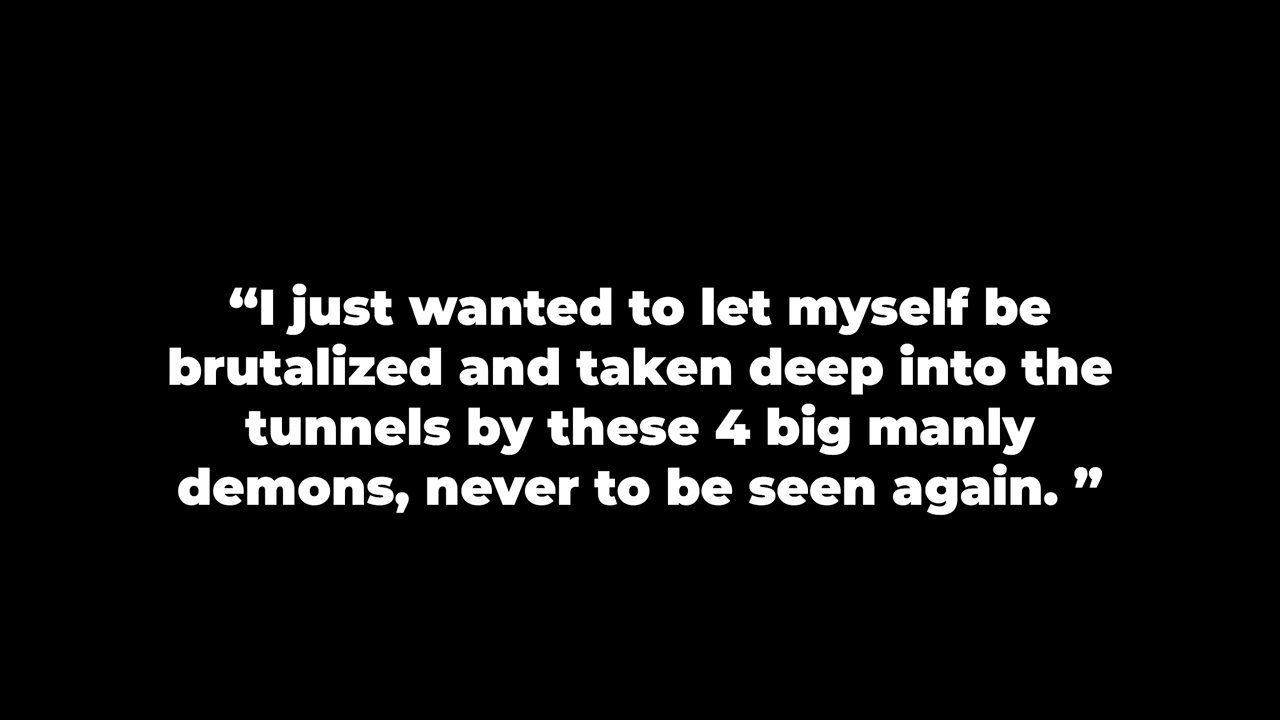 “I just wanted to let myself be
brutalized and taken deep into the
tunnels by these 4 big manly
demons, never to be seen again. ”